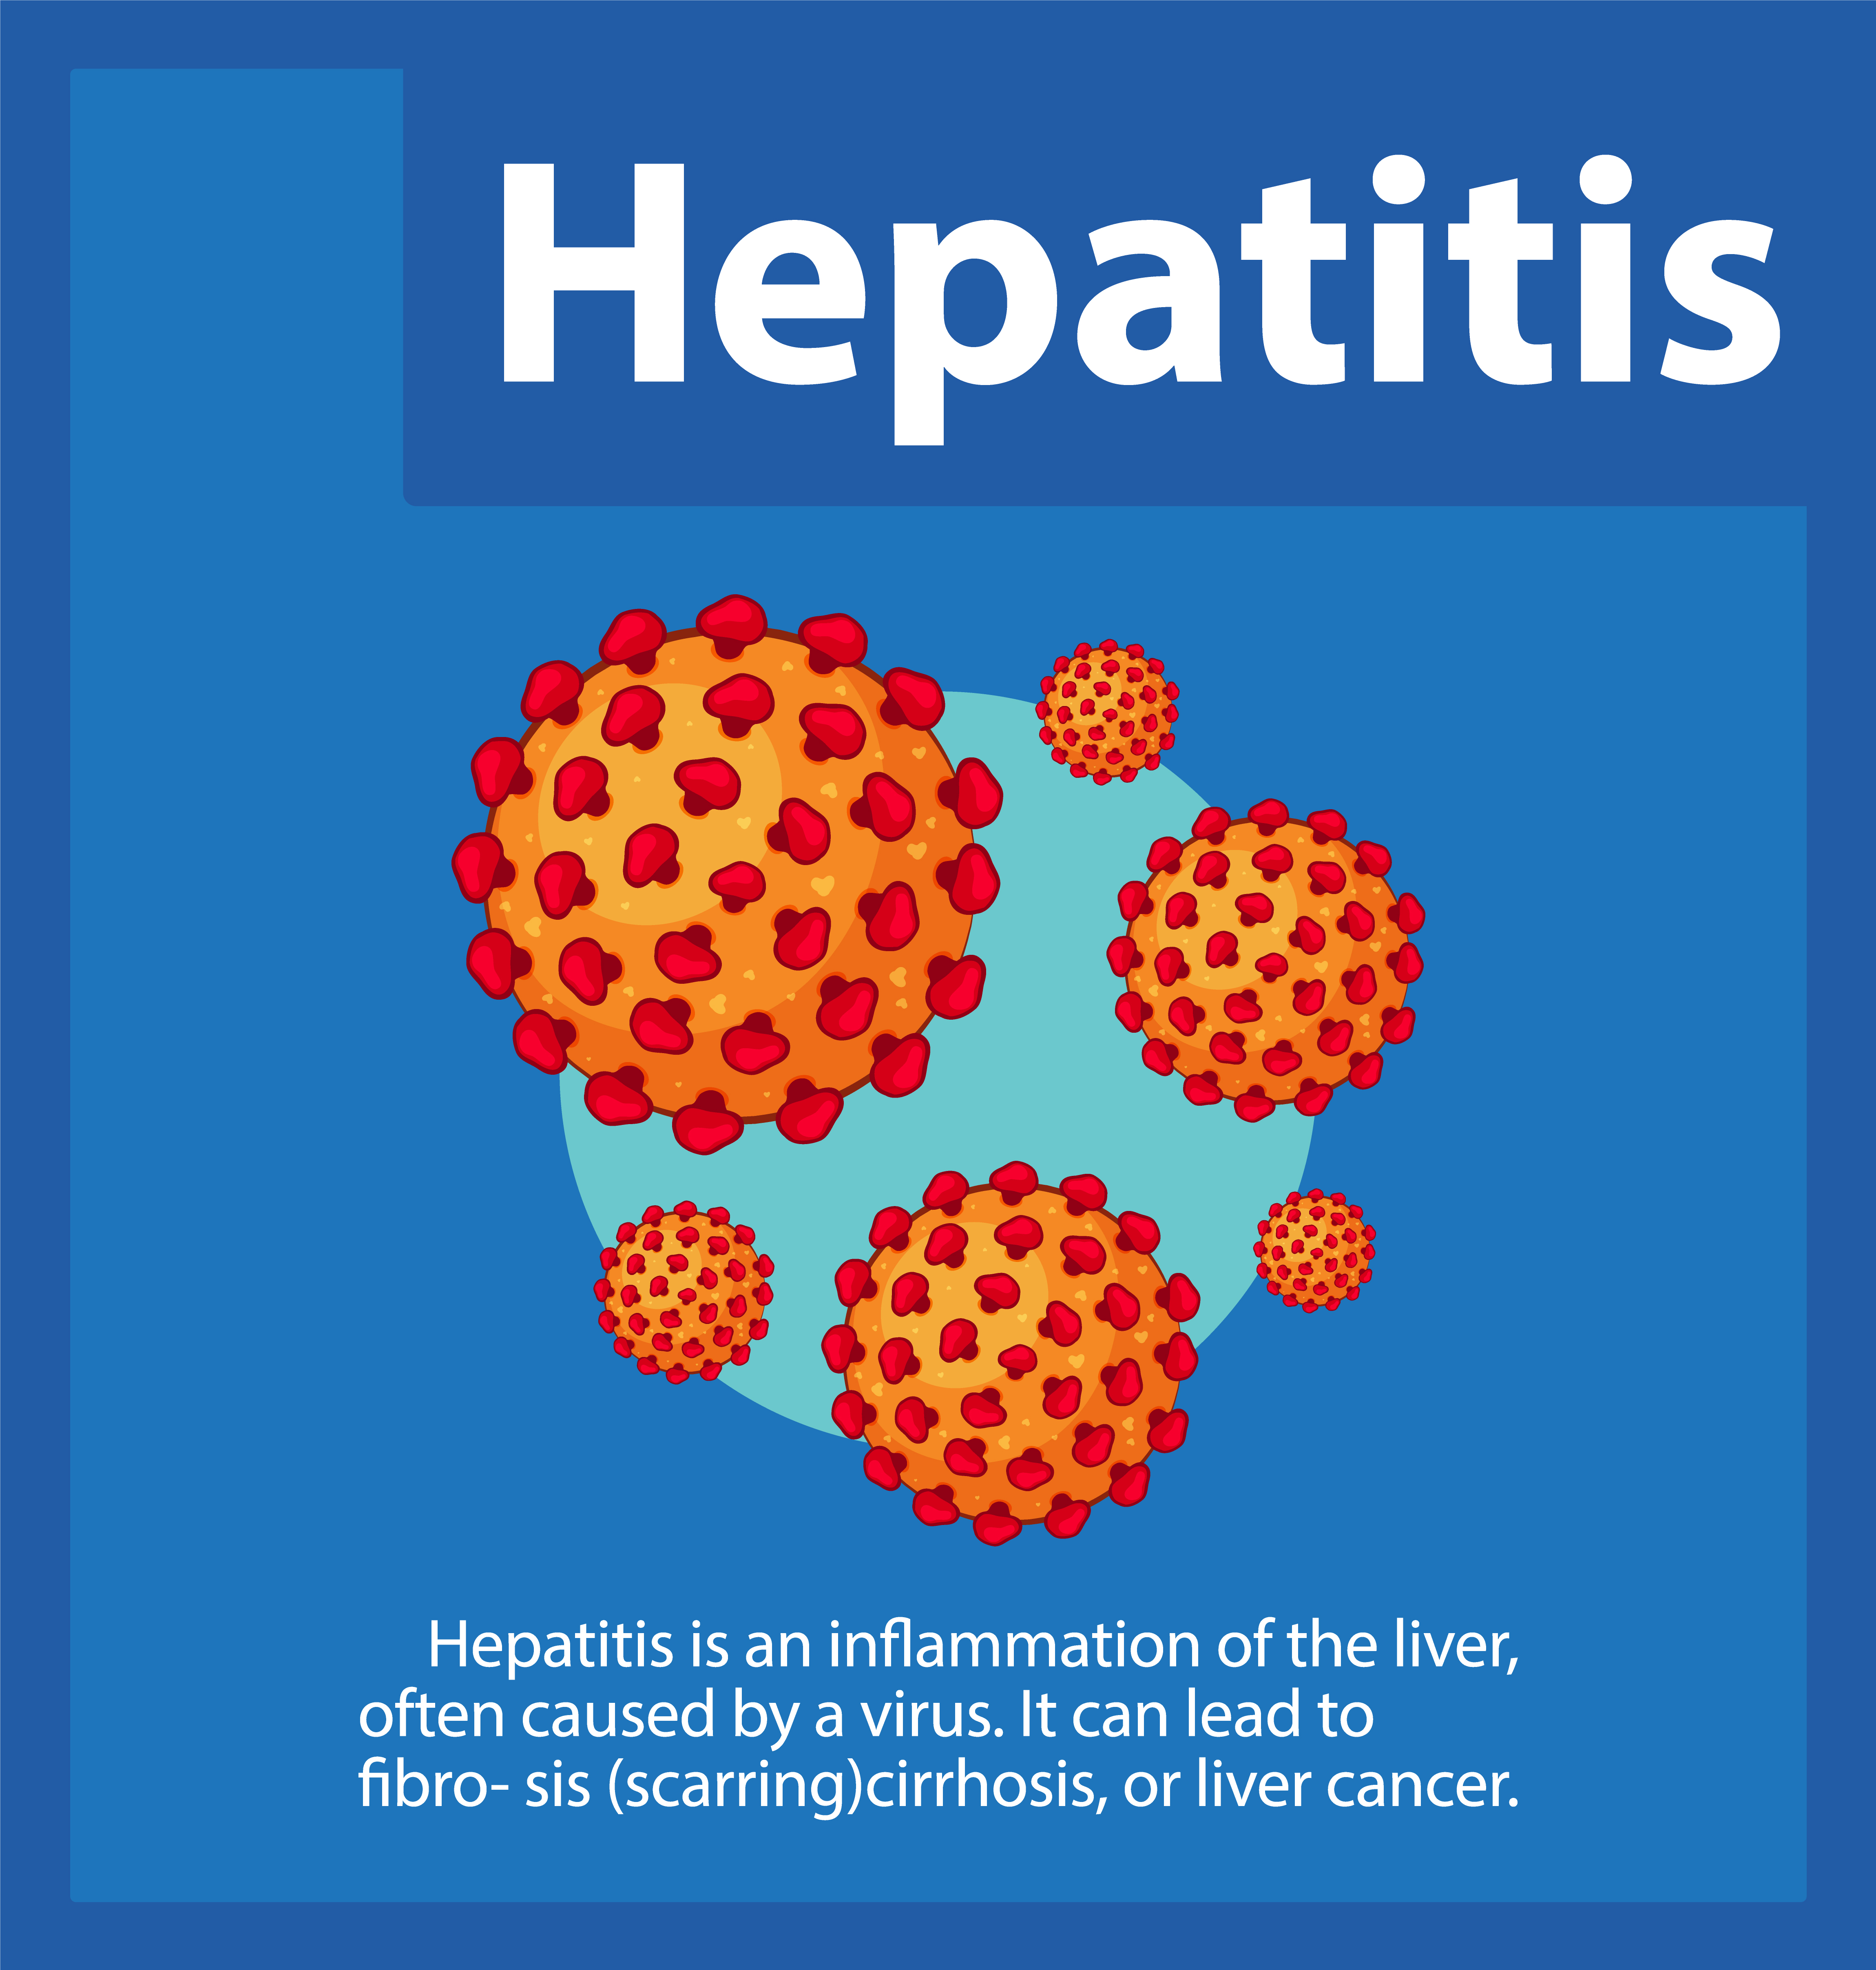 Hepatitis
Hepatitis is an inflammation of the liver,
often caused by a virus. It can lead to
fibro- sis (scarring)cirrhosis, or liver cancer.